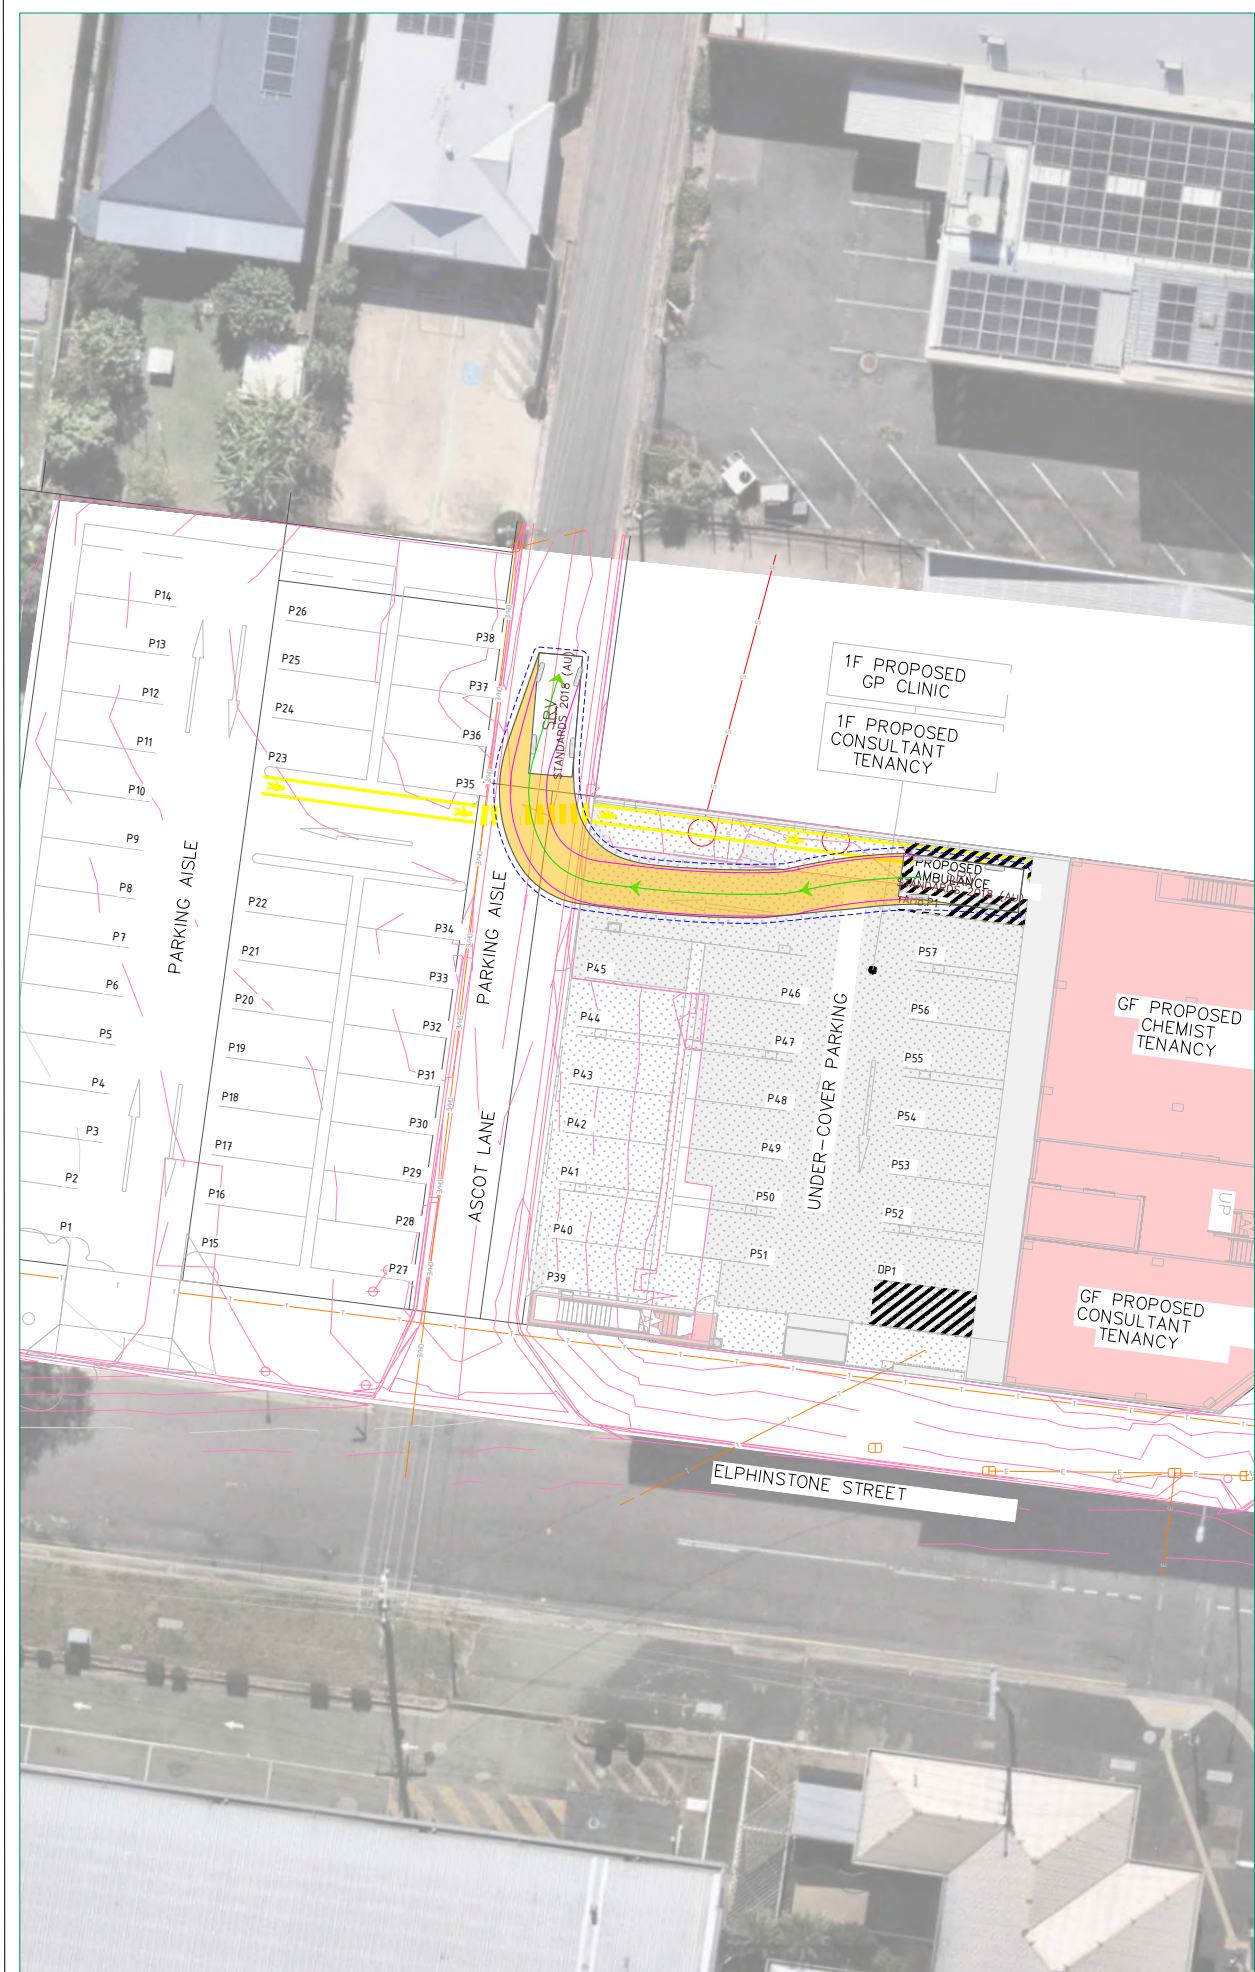 P14
P13
P12
P11
P10
P9
P8
P7
P6
P5
P4
P3
P2
P1
PARKING AISLE
P26
P25
P24
P23
P22
P21
P20
P19
P18
P17
P16
P15
P38
P37
P36
P35
P34
P33
P32
P31
P30
P29
P28
P27
PARKING AISLE
ASCOT LANE
SRV
STANDARDS 2018 (AU)
1F PROPOSED
GP CLINIC
1F PROPOSED
CONSULTANT
TENANCY
PROPOSED
AMBULANCE
STANDARDS 2018 (AU
P45
P44
P43
P42
P41
P40
P39
P46
P47
P48
P49
P50
P51
UNDER-COVER PARKING
P57
P56
P55
P54
P53
P52
DP1
GF PROPOSED
CHEMIST
TENANCY
UP
GF PROPOSED
CONSULTANT
TENANCY
ELPHINSTONE STREET